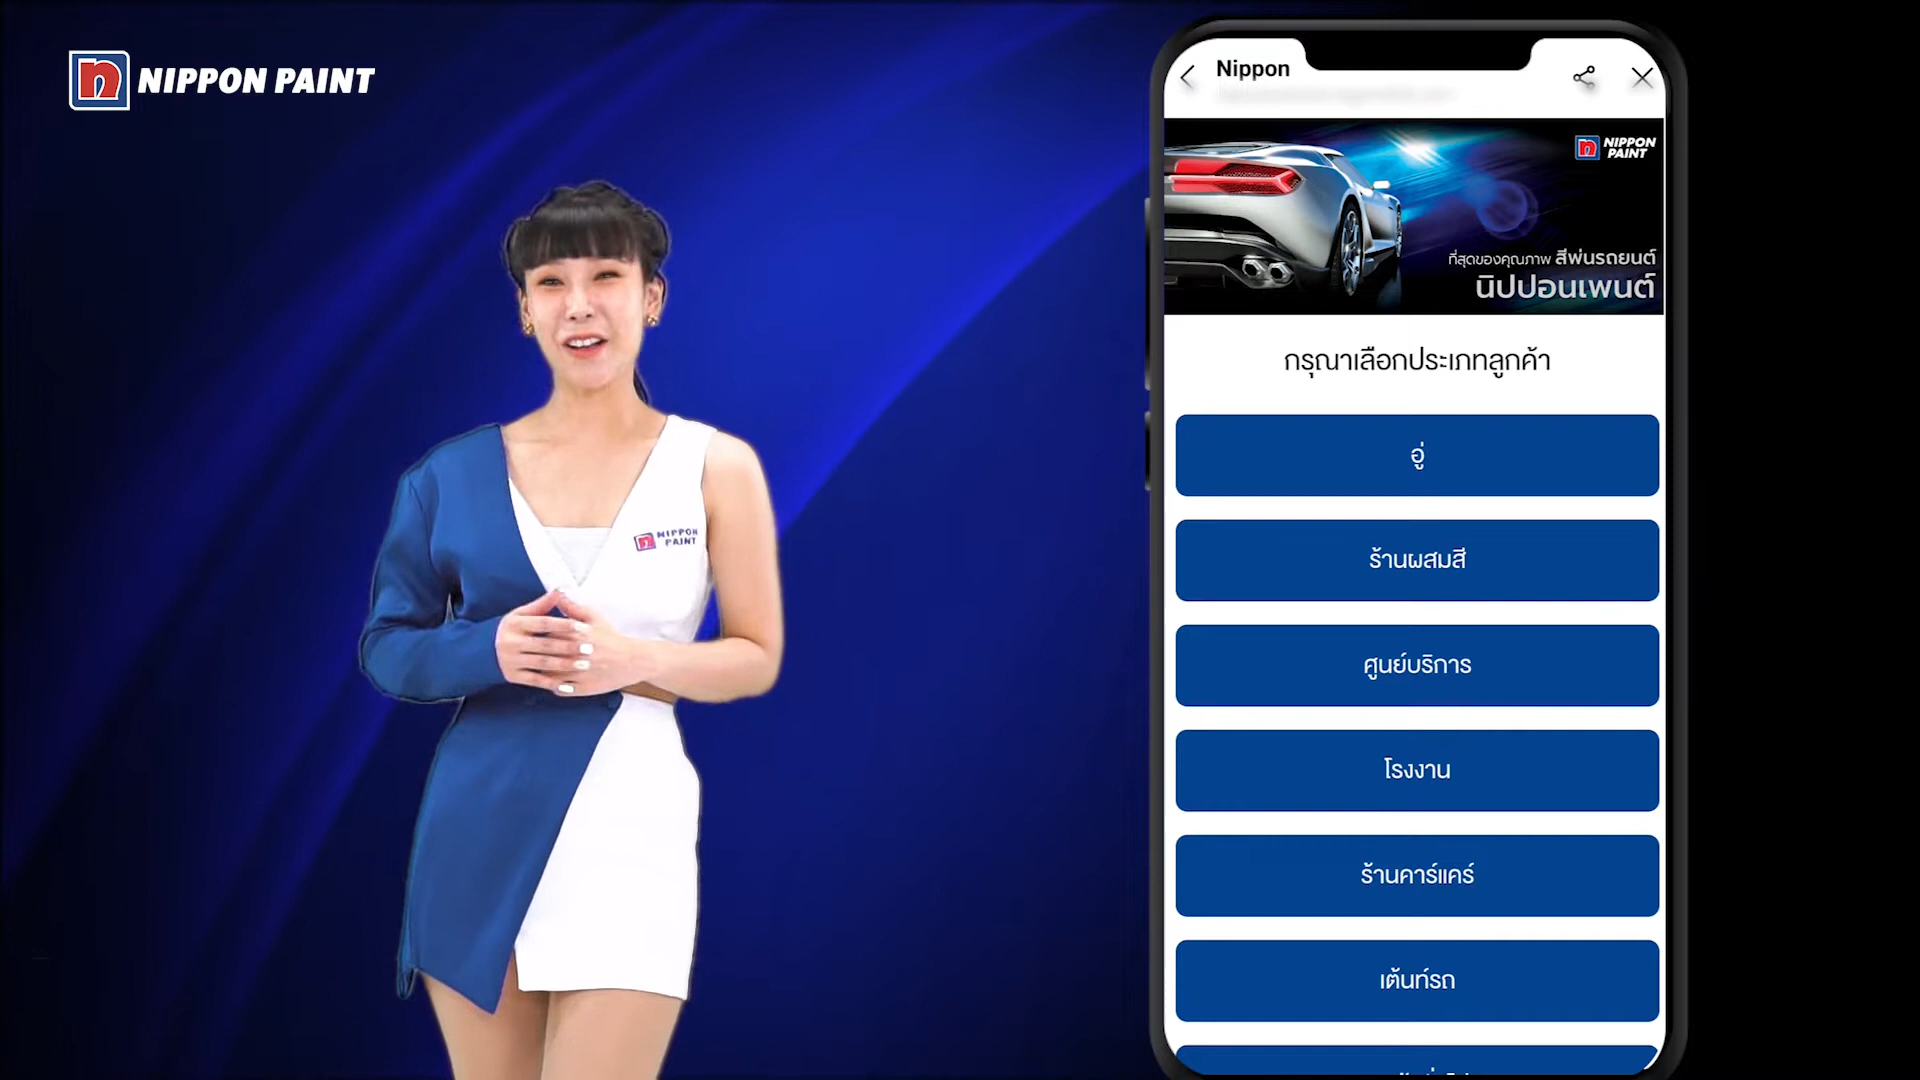 NIPPON PAINT
Nippon
NIPPON
PAINT
ที่สุดของคุณภาพ สีพ่นรถยนต์
นิปปอนเพนต์
กรุณาเลือกประเภทลูกค้า
อู่
ร้านผสมสี
ศูนย์บริการ
โรงงาน
ร้านคาร์แคร์
เต้นท์รถ
NIPPON
PAINT